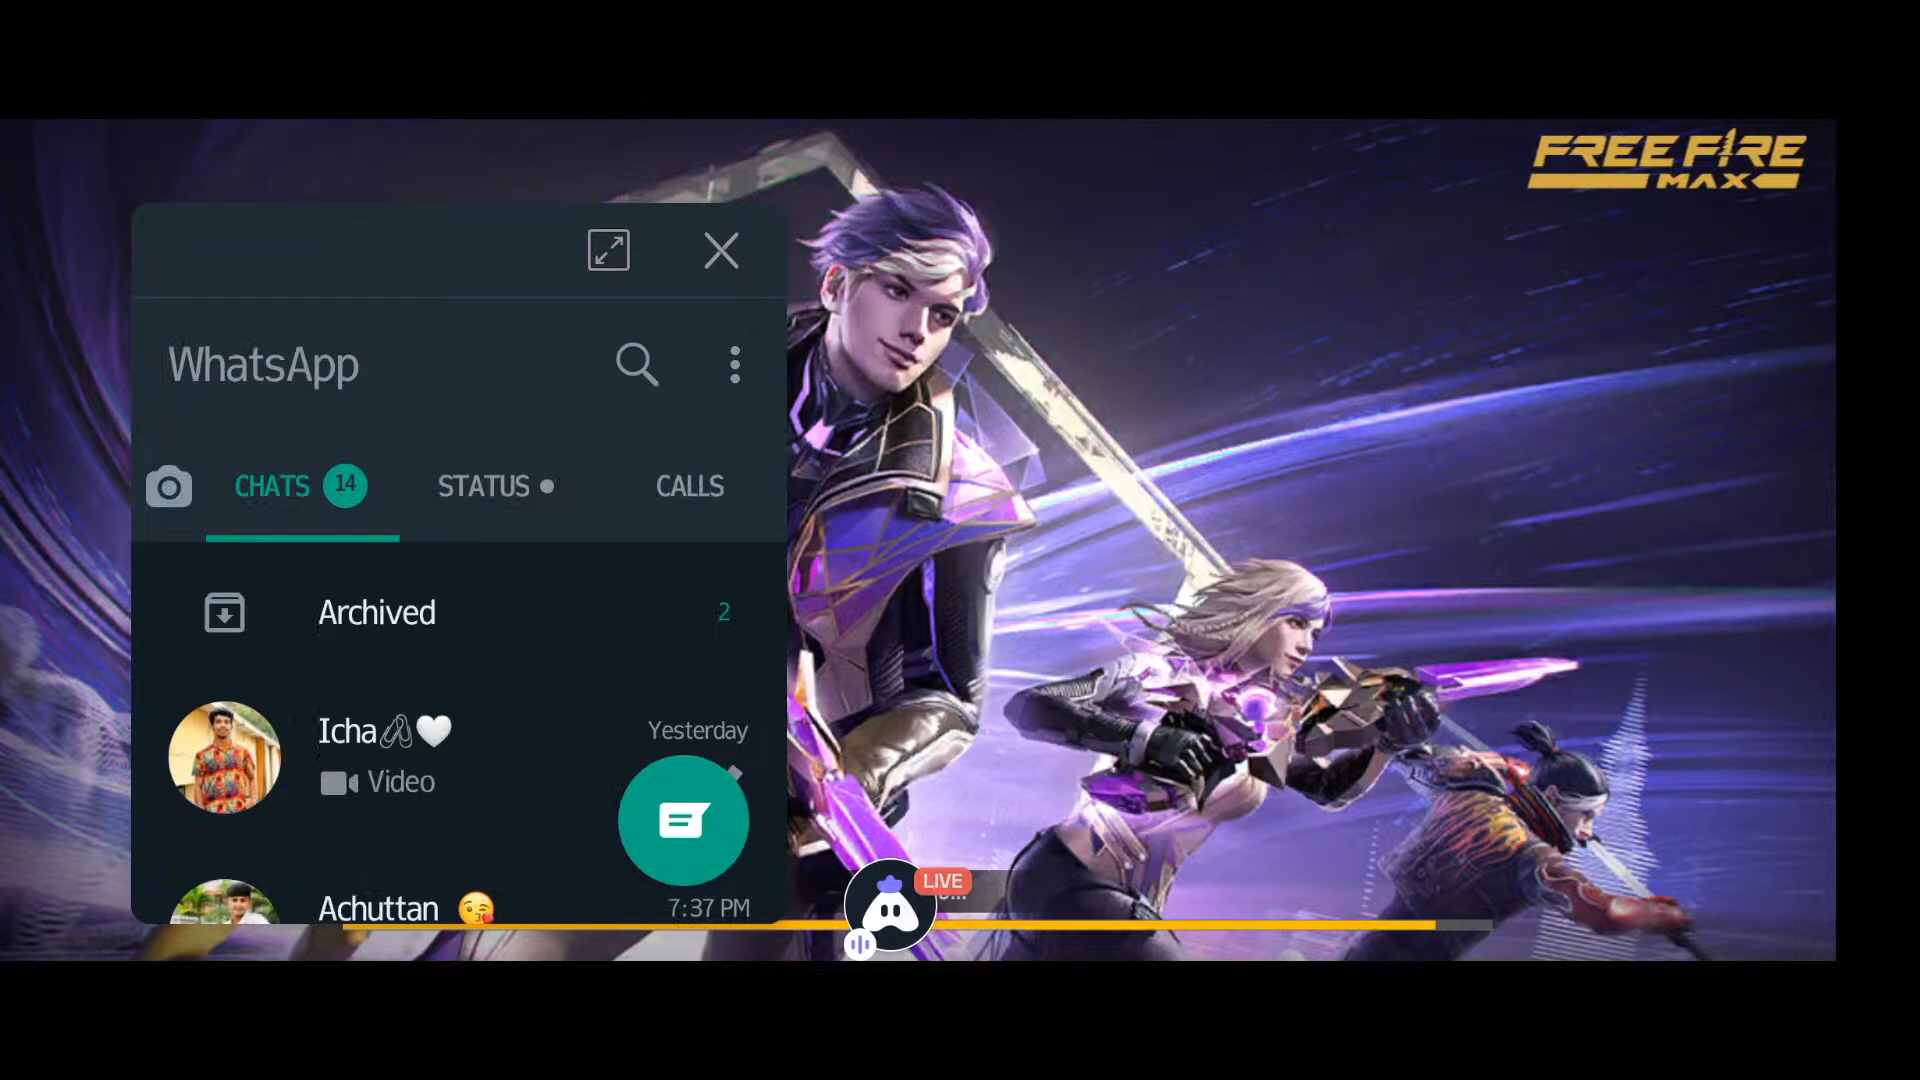 FREE FIRE
MAX
WhatsApp
CHATS 14
STATUS
CALLS
Archived
2
Icha
Yesterday
Video
Achuttan
7:37 PM
LIVE